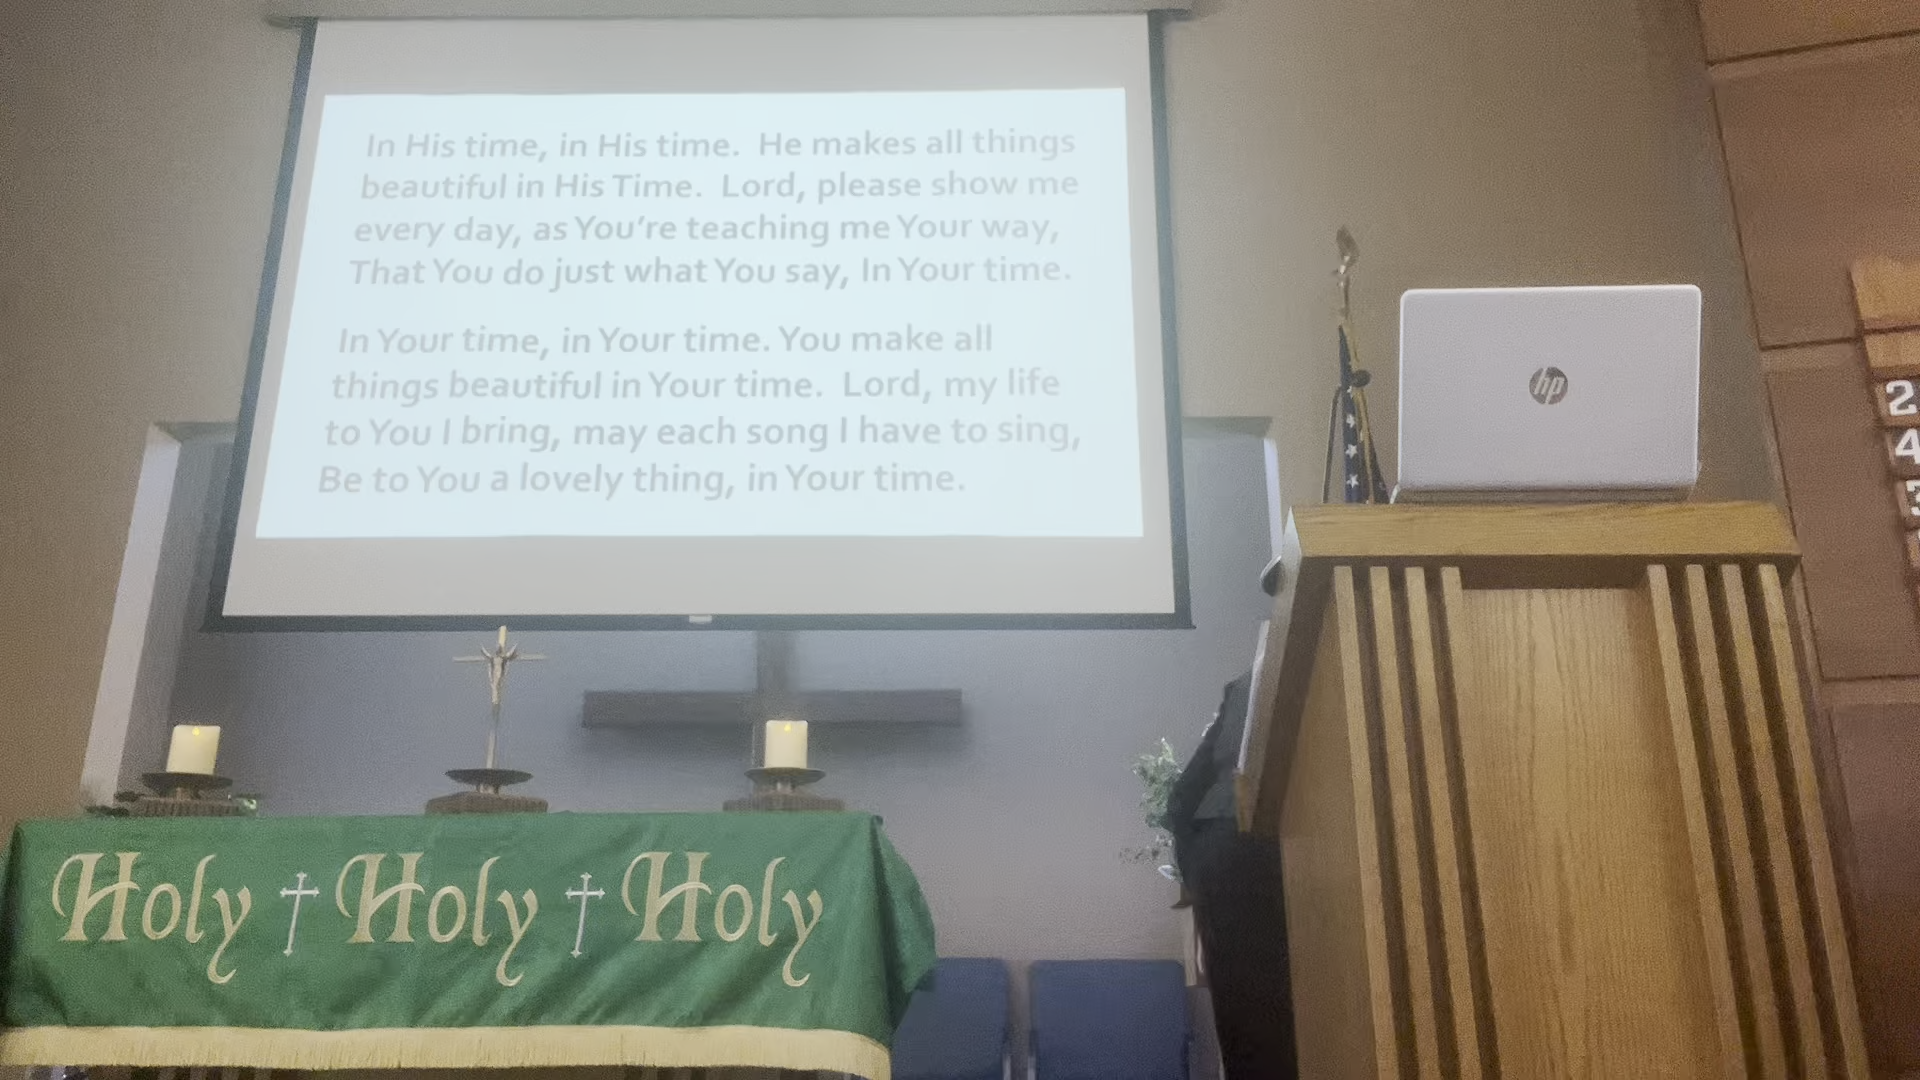 In His time, in His time. He makes all things
beautiful in His Time. Lord, please show me
every day, as You're teaching me Your way,
That You do just what You say, In Your time.
In Your time, in Your time. You make all
things beautiful in Your time. Lord, my life
to You I bring, may each song I have to sing,
Be to You a lovely thing, in Your time.
hp
2
4
Holy Holy Holy